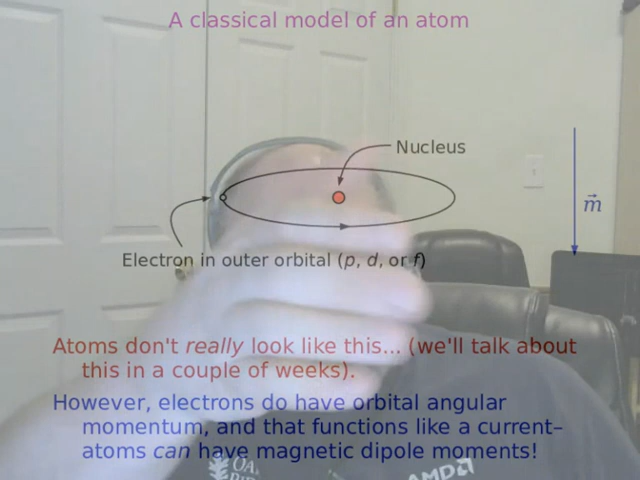 A classical model of an atom
Nucleus
m⃗
Electron in outer orbital (p, d, or f)
Atoms don't really look like this... (we'll talk about
this in a couple of weeks).
However, electrons do have orbital angular
momentum, and that functions like a current–
atoms can have magnetic dipole moments!
AMD